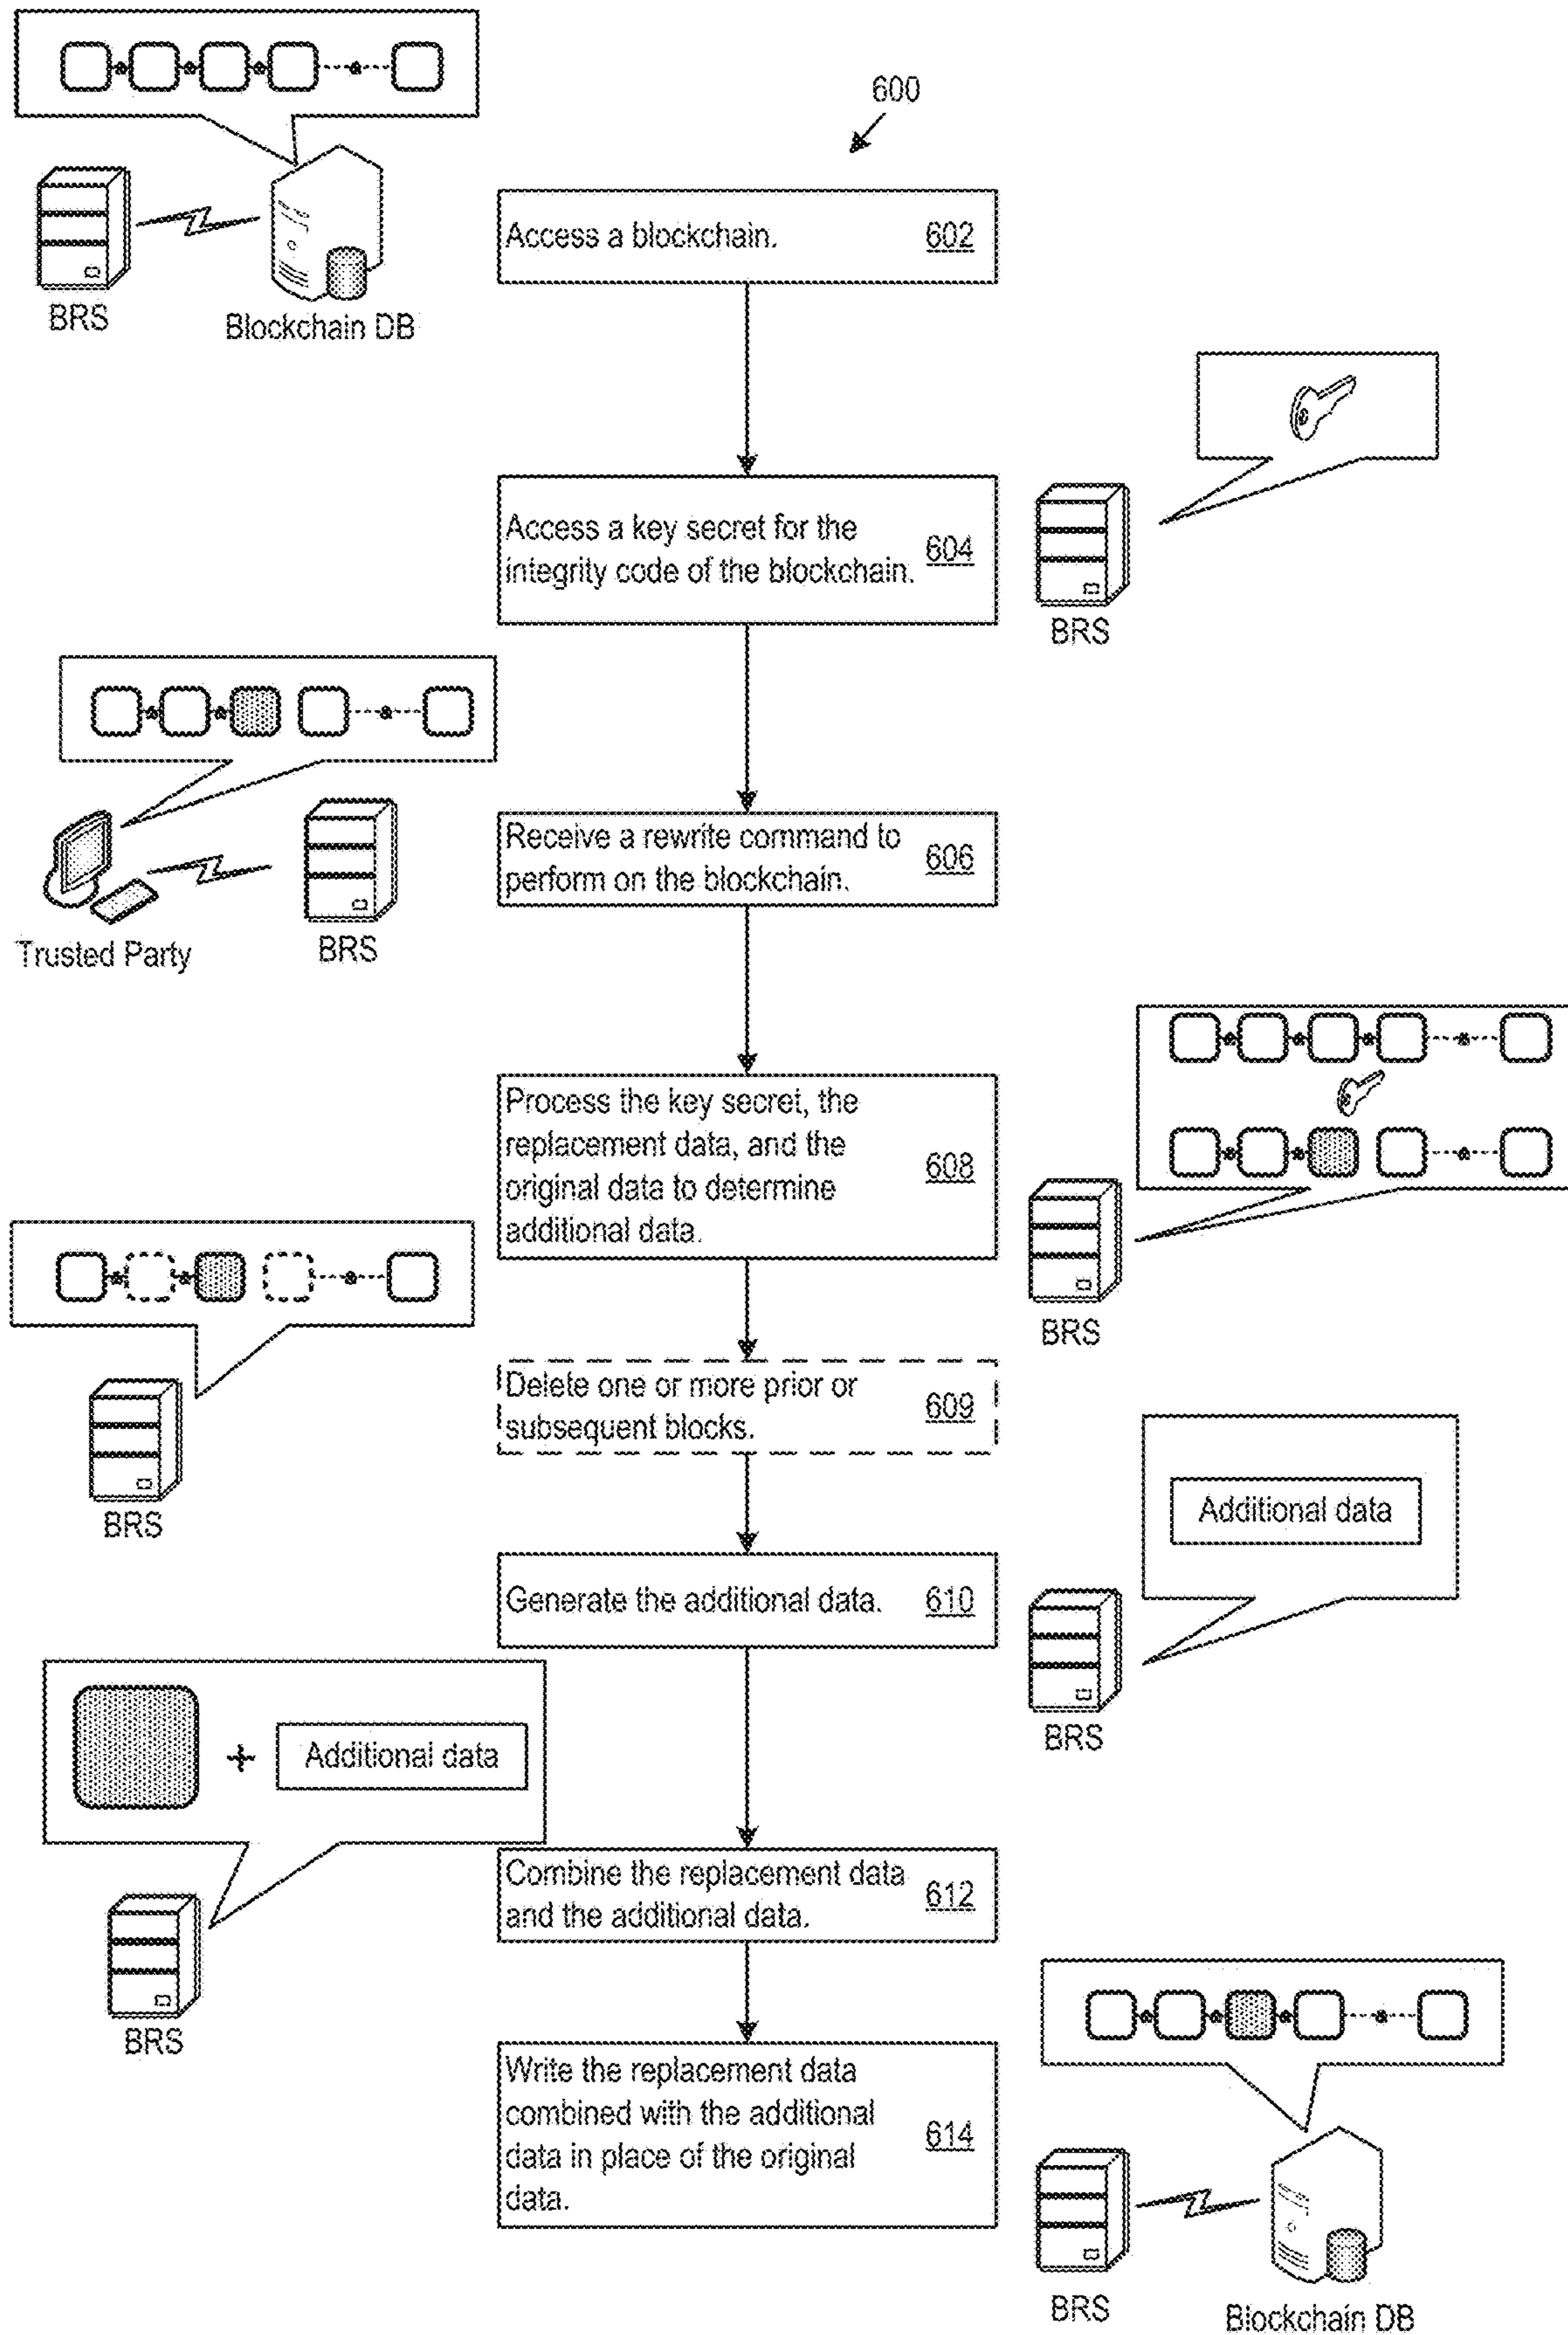 600
Access a blockchain. 602
BRS
Blockchain DB
Access a key secret for the
integrity code of the blockchain. 604
BRS
Receive a rewrite command to
perform on the blockchain. 606
Trusted Party
BRS
Process the key secret, the
replacement data, and the
original data to determine
additional data. 608
BRS
Delete one or more prior or
subsequent blocks. 609
BRS
Additional data
Generate the additional data. 610
BRS
Additional data
Combine the replacement data
and the additional data. 612
BRS
Write the replacement data
combined with the additional
data in place of the original
data. 614
BRS
Blockchain DB